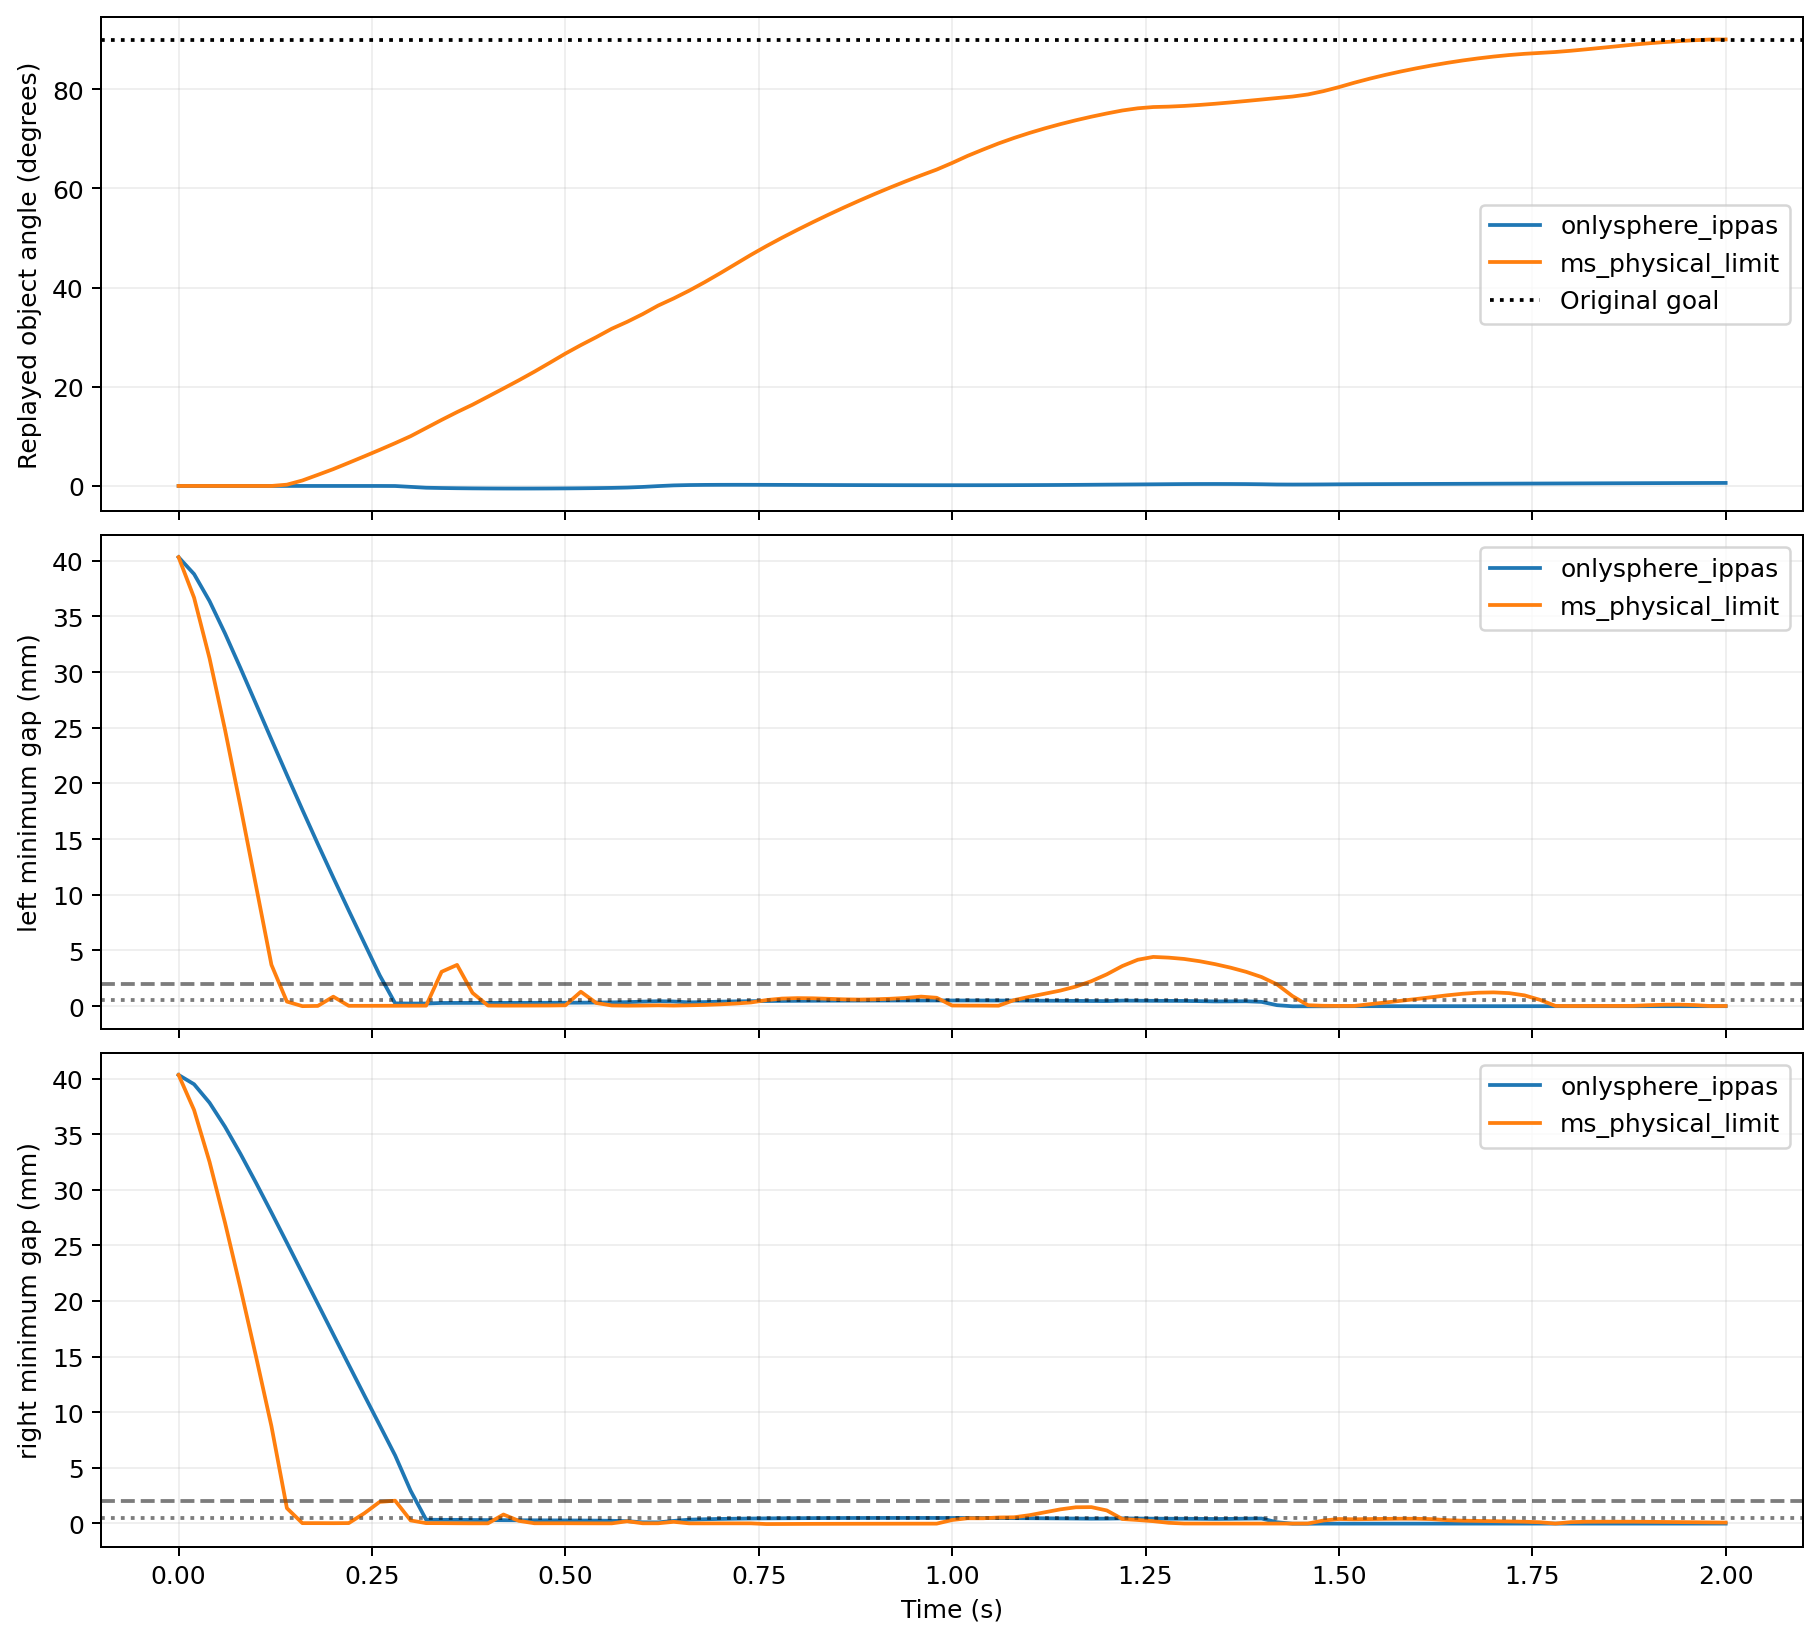 Replayed object angle (degrees)
80
60
40
20
0
onlysphere_ippas
ms_physical_limit
Original goal
left minimum gap (mm)
40
35
30
25
20
15
10
5
0
onlysphere_ippas
ms_physical_limit
right minimum gap (mm)
40
35
30
25
20
15
10
5
0
onlysphere_ippas
ms_physical_limit
0.00 0.25 0.50 0.75 1.00 1.25 1.50 1.75 2.00
Time (s)